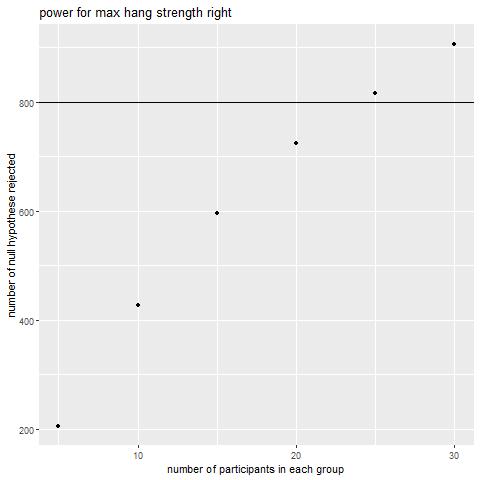 power for max hang strength right
number of null hypothese rejected
800
600
400
200
10
20
30
number of participants in each group